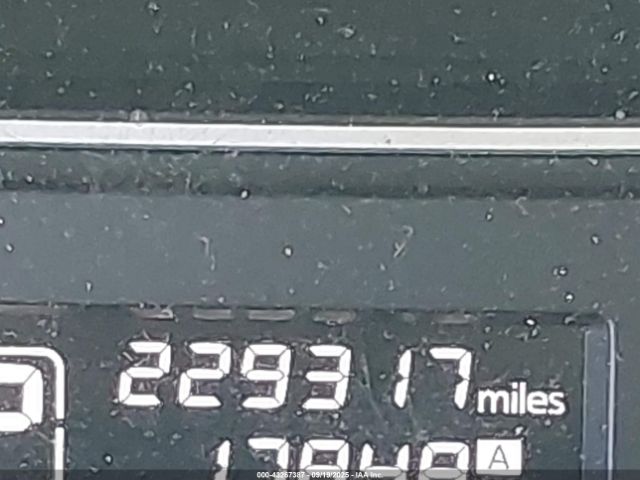 229317 miles
A
000-43267387 - 09/19/2025 - IAA Inc.